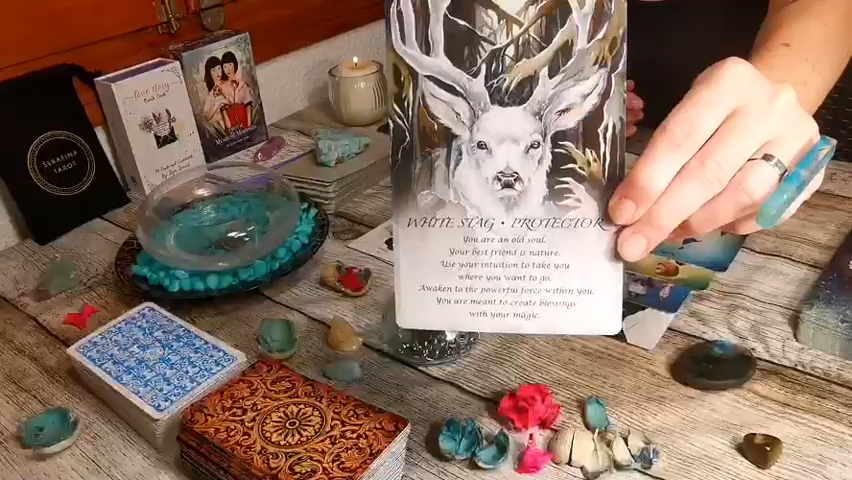 WHITE STAG • PROTECTOR
You are an old soul.
Your best friend is nature.
Use your intuition to take you
where you want to go.
Awaken to the powerful force within you.
You are meant to create blessings
with your magic.
love story
SERAFINA
TAROT